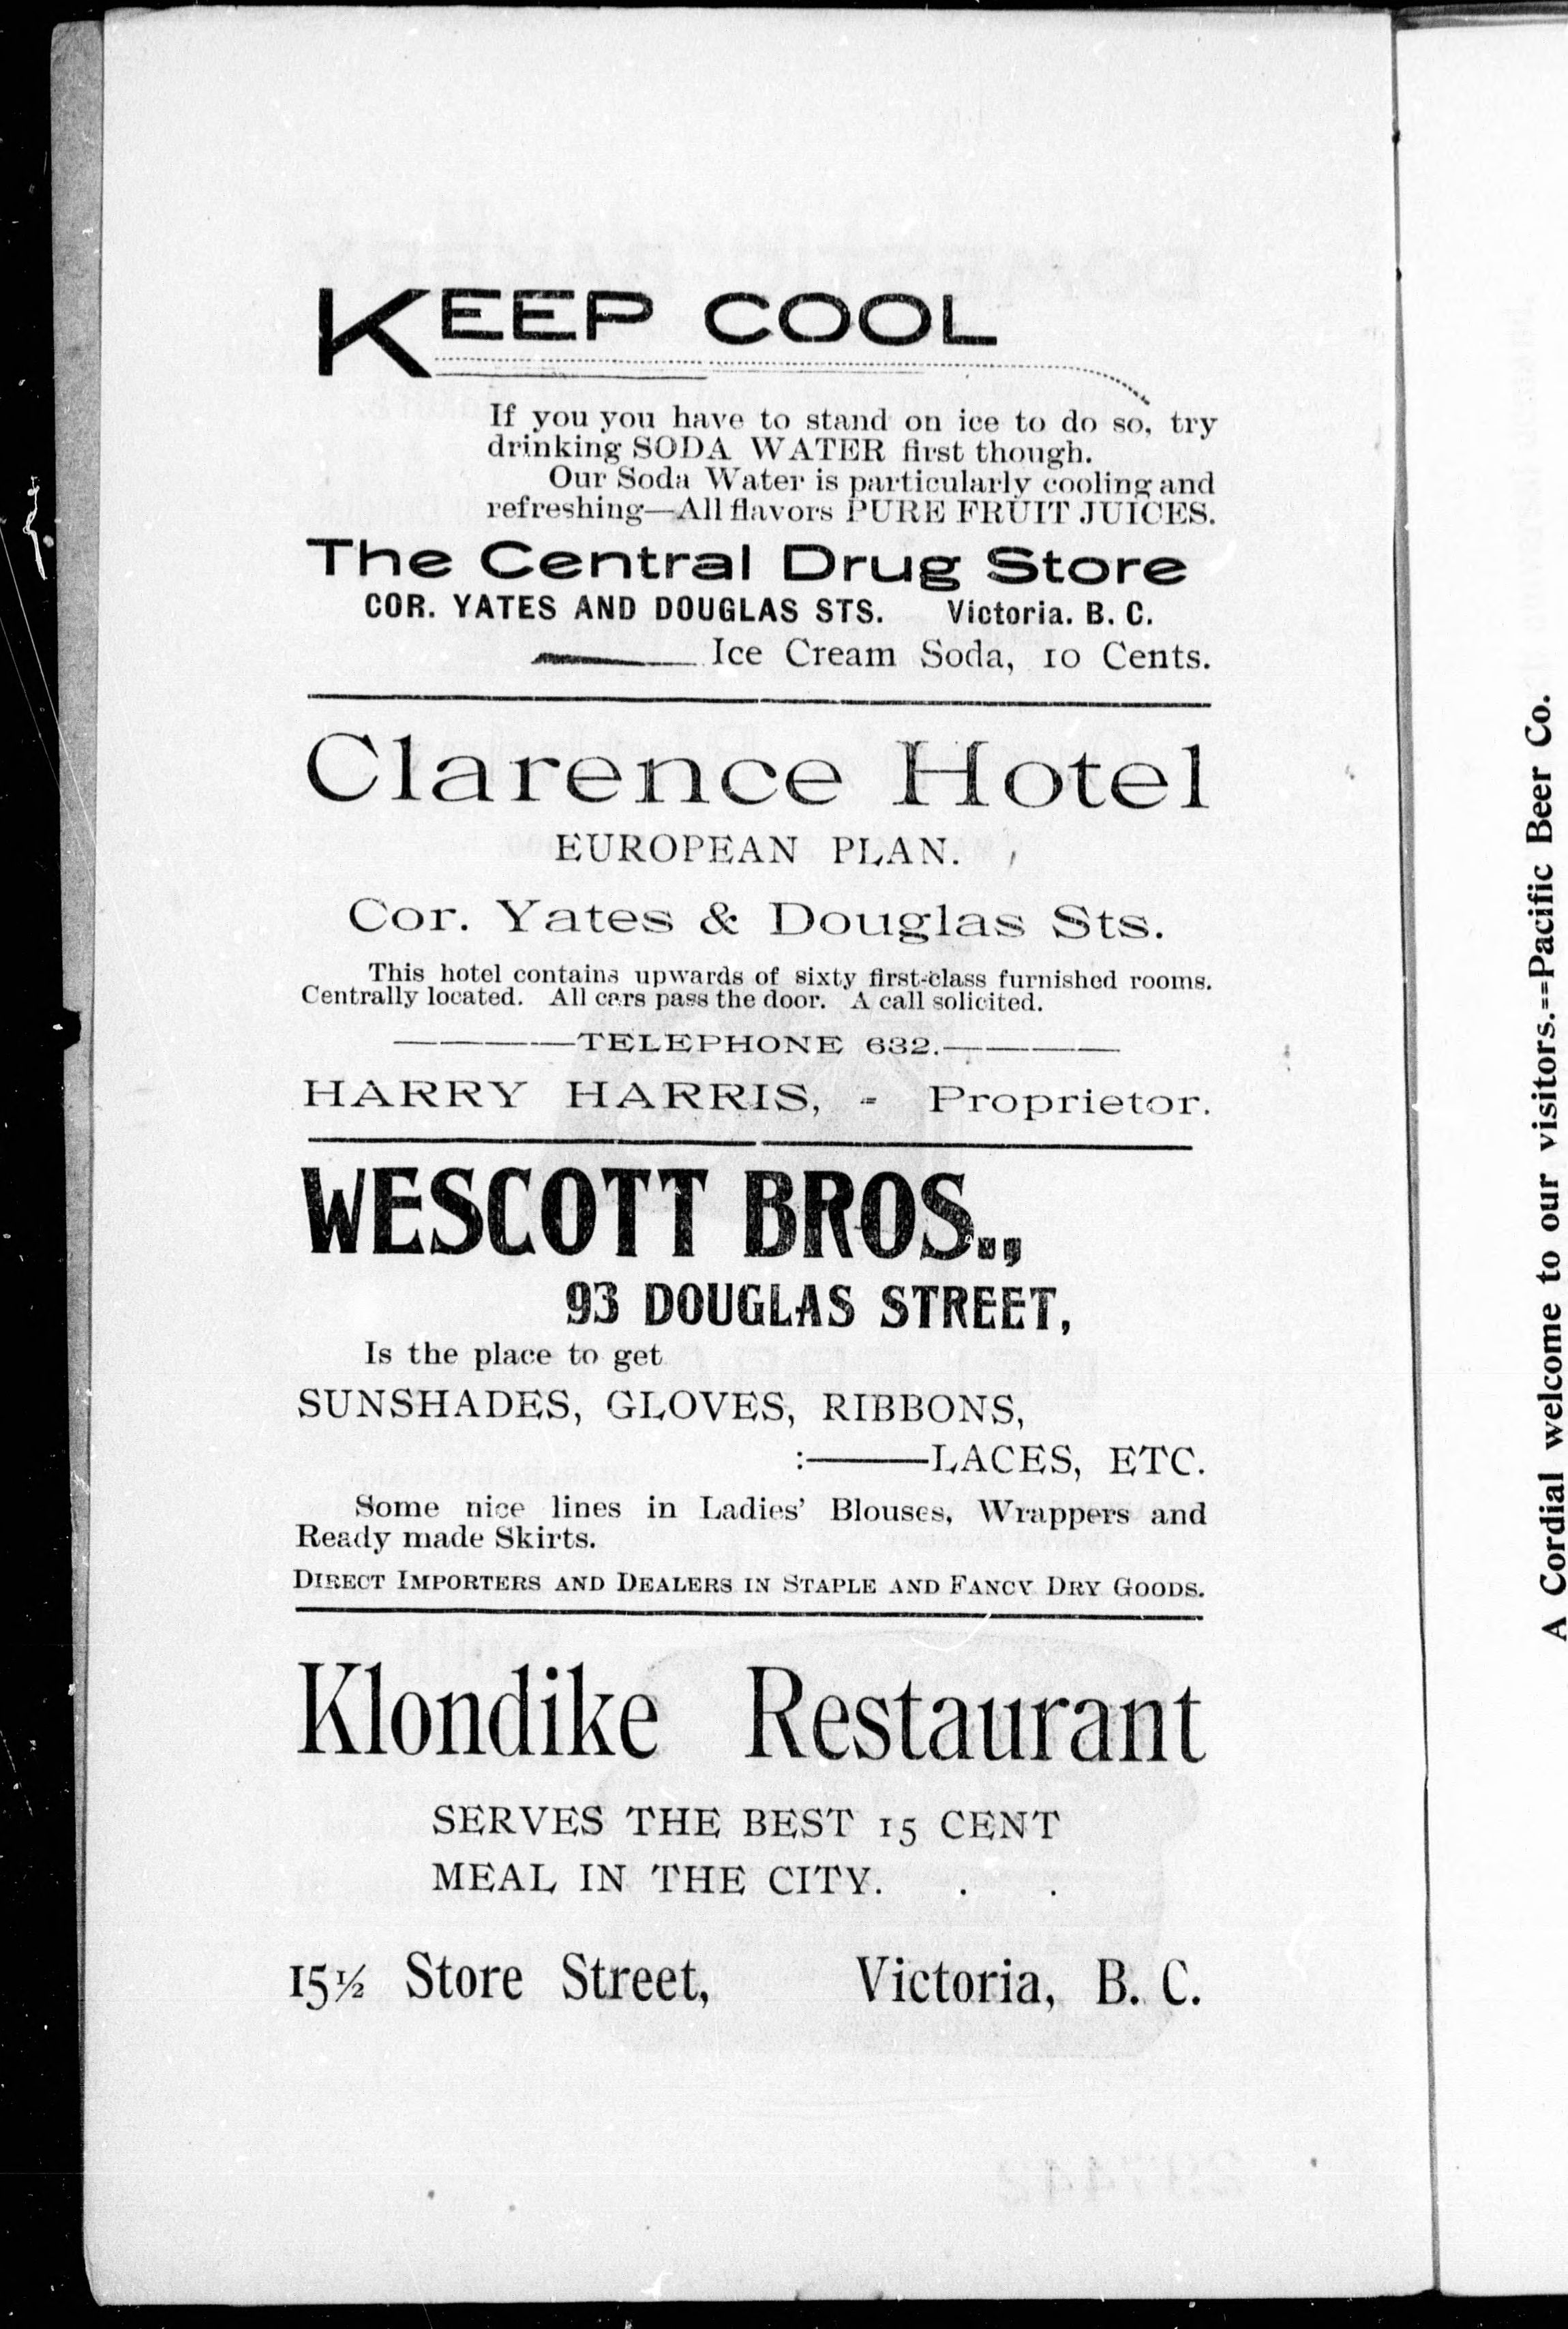 KEEP COOL
If you you have to stand on ice to do so, try
drinking SODA WATER first though.
Our Soda Water is particularly cooling and
refreshing—All flavors PURE FRUIT JUICES.
The Central Drug Store
COR. YATES AND DOUGLAS STS. Victoria. B. C.
Ice Cream Soda, 10 Cents.
Clarence Hotel
EUROPEAN PLAN.
Cor. Yates & Douglas Sts.
This hotel contains upwards of sixty first-class furnished rooms.
Centrally located. All cars pass the door. A call solicited.
————TELEPHONE 632.————
HARRY HARRIS, - Proprietor.
WESCOTT BROS.,
93 DOUGLAS STREET,
Is the place to get
SUNSHADES, GLOVES, RIBBONS,
:———LACES, ETC.
Some nice lines in Ladies' Blouses, Wrappers and
Ready made Skirts.
DIRECT IMPORTERS AND DEALERS IN STAPLE AND FANCY DRY GOODS.
Klondike Restaurant
SERVES THE BEST 15 CENT
MEAL IN THE CITY. . .
15½ Store Street, Victoria, B. C.
A Cordial welcome to our visitors.==Pacific Beer Co.